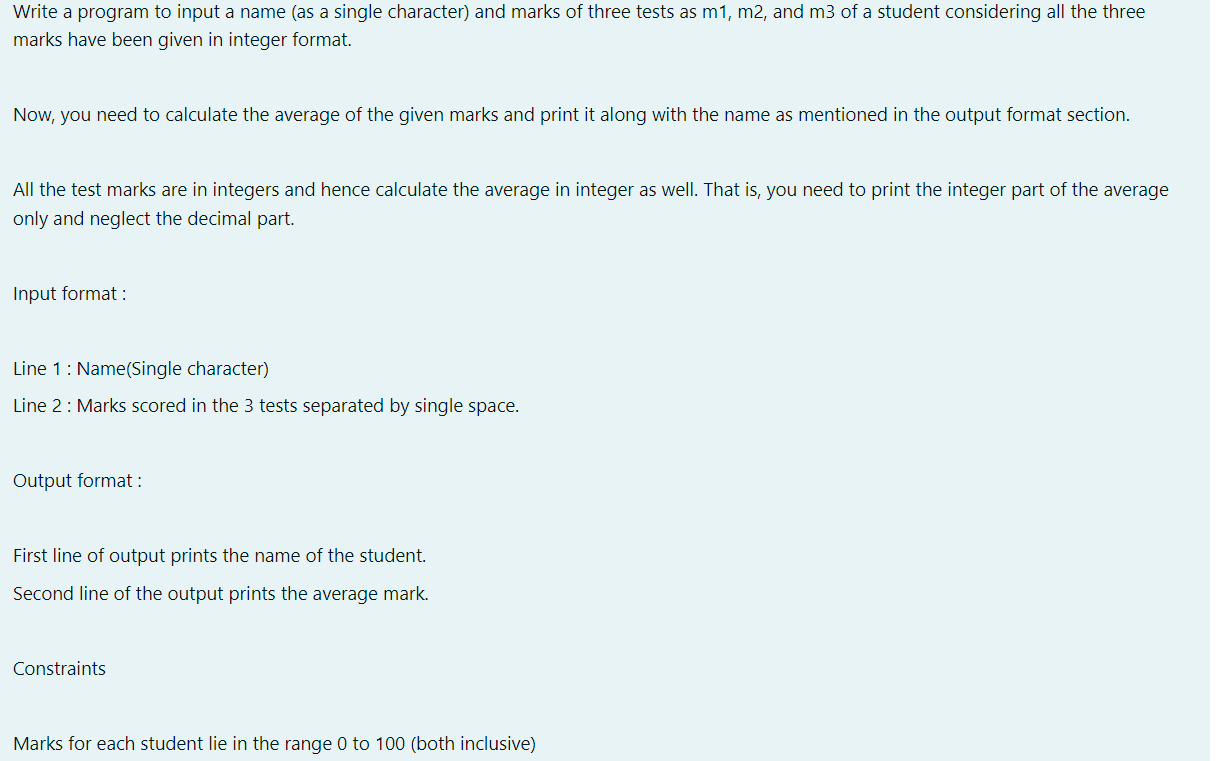 Write a program to input a name (as a single character) and marks of three tests as m1, m2, and m3 of a student considering all the three
marks have been given in integer format.
Now, you need to calculate the average of the given marks and print it along with the name as mentioned in the output format section.
All the test marks are in integers and hence calculate the average in integer as well. That is, you need to print the integer part of the average
only and neglect the decimal part.
Input format :
Line 1 : Name(Single character)
Line 2 : Marks scored in the 3 tests separated by single space.
Output format :
First line of output prints the name of the student.
Second line of the output prints the average mark.
Constraints
Marks for each student lie in the range 0 to 100 (both inclusive)